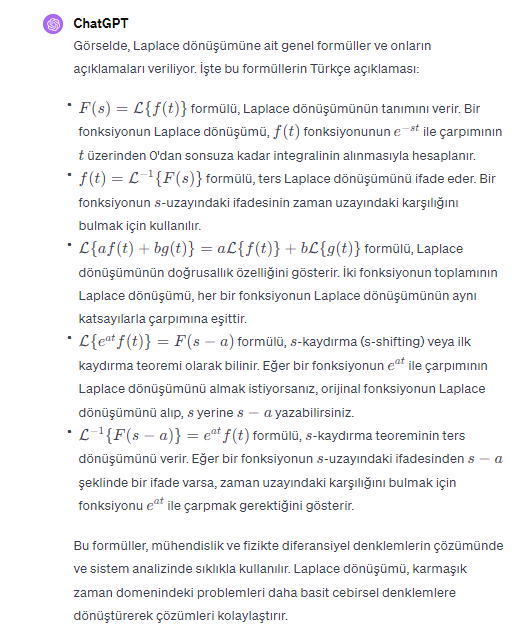 ChatGPT
Görselde, Laplace dönüşümüne ait genel formüller ve onların
açıklamaları veriliyor. İşte bu formüllerin Türkçe açıklaması:
• F(s) = ℒ{f(t)} formülü, Laplace dönüşümünün tanımını verir. Bir
fonksiyonun Laplace dönüşümü, f(t) fonksiyonunun e^{−st} ile çarpımının
t üzerinden 0'dan sonsuza kadar integralinin alınmasıyla hesaplanır.
• f(t) = ℒ^{−1}{F(s)} formülü, ters Laplace dönüşümünü ifade eder. Bir
fonksiyonun s-uzayındaki ifadesinin zaman uzayındaki karşılığını
bulmak için kullanılır.
• ℒ{af(t) + bg(t)} = aℒ{f(t)} + bℒ{g(t)} formülü, Laplace
dönüşümünün doğrusallık özelliğini gösterir. İki fonksiyonun toplamının
Laplace dönüşümü, her bir fonksiyonun Laplace dönüşümünün aynı
katsayılarla çarpımına eşittir.
• ℒ{e^{at}f(t)} = F(s − a) formülü, s-kaydırma (s-shifting) veya ilk
kaydırma teoremi olarak bilinir. Eğer bir fonksiyonun e^{at} ile çarpımının
Laplace dönüşümünü almak istiyorsanız, orijinal fonksiyonun Laplace
dönüşümünü alıp, s yerine s − a yazabilirsiniz.
• ℒ^{−1}{F(s − a)} = e^{at}f(t) formülü, s-kaydırma teoreminin ters
dönüşümünü verir. Eğer bir fonksiyonun s-uzayındaki ifadesinden s − a
şeklinde bir ifade varsa, zaman uzayındaki karşılığını bulmak için
fonksiyonu e^{at} ile çarpmak gerektiğini gösterir.
Bu formüller, mühendislik ve fizikte diferansiyel denklemlerin çözümünde
ve sistem analizinde sıklıkla kullanılır. Laplace dönüşümü, karmaşık
zaman domenindeki problemleri daha basit cebirsel denklemlere
dönüştürerek çözümleri kolaylaştırır.